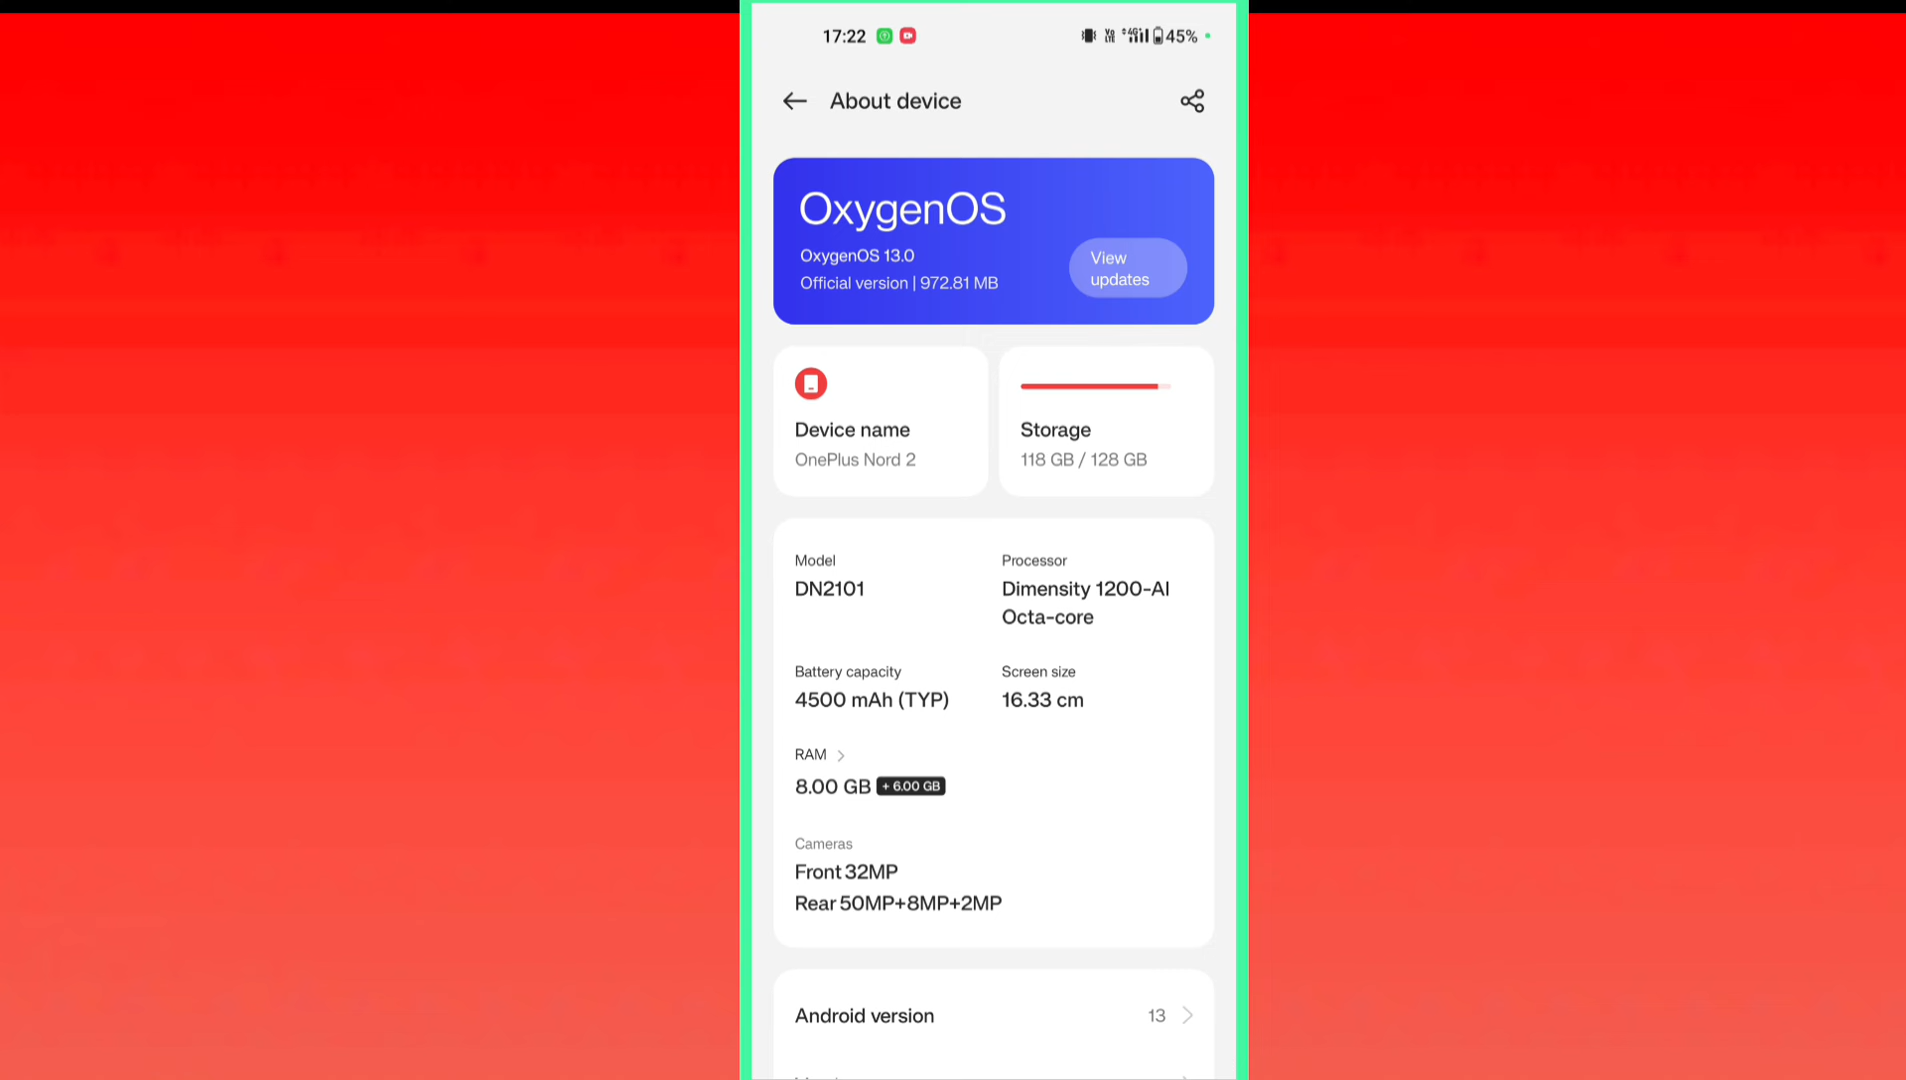 17:22 45%
About device
OxygenOS
OxygenOS 13.0
Official version | 972.81 MB
View
updates
Device name
OnePlus Nord 2
Storage
118 GB / 128 GB
Model
DN2101
Processor
Dimensity 1200-AI
Octa-core
Battery capacity
4500 mAh (TYP)
Screen size
16.33 cm
RAM
8.00 GB + 6.00 GB
Cameras
Front 32MP
Rear 50MP+8MP+2MP
Android version 13